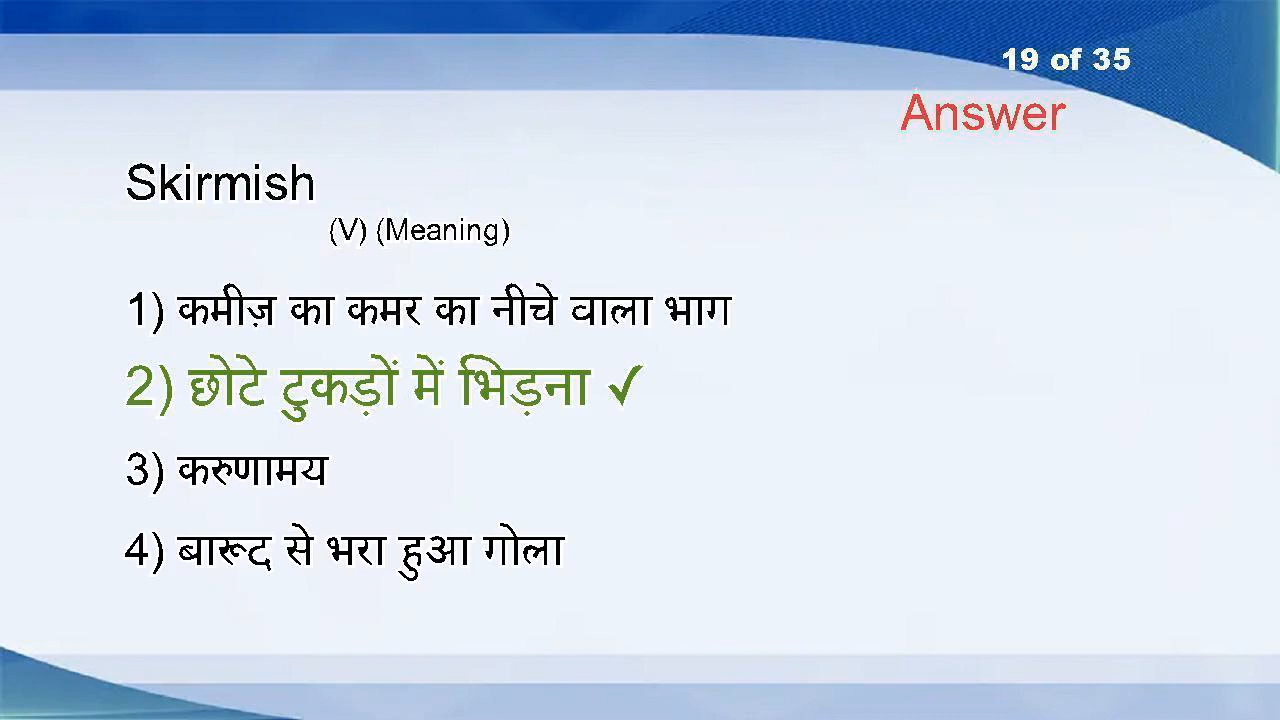 19 of 35
Answer
Skirmish
(V) (Meaning)
1) कमीज़ का कमर का नीचे वाला भाग
2) छोटे टुकड़ों में भिड़ना ✓
3) करुणामय
4) बारूद से भरा हुआ गोला